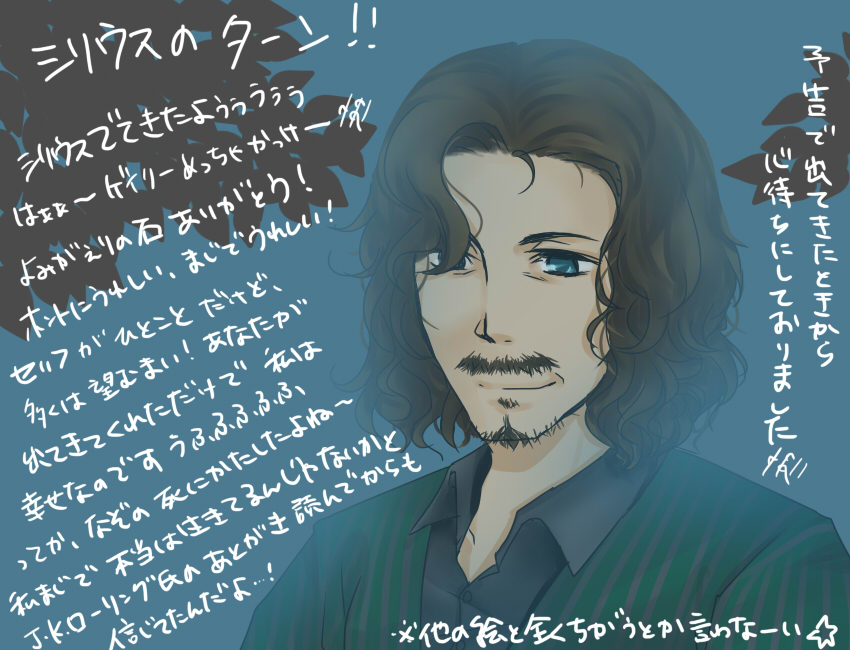 シリウスのターン!!
シリウスでてきたようぅぅぅぅ
はぁぁ~ ゲイリー めっちゃ かっけー
よみがえりの石 ありがとう!
ホントにうれしい、まじでうれしい!
セリフが ひとこと だけど、
多くは 望むまい! あなたが
出てきてくれただけで 私は
幸せなのです うふふふふふ、
ってか、なぞの 死にかたしたよね~
私まじで 本当は生きてるんじゃないかと
J.K.ローリング氏の あとがき 読んでからも
信じてたんだよ…!
予告で出てきたときから
心待ちにしておりました
※他の絵と全くちがうとか言わなーい☆